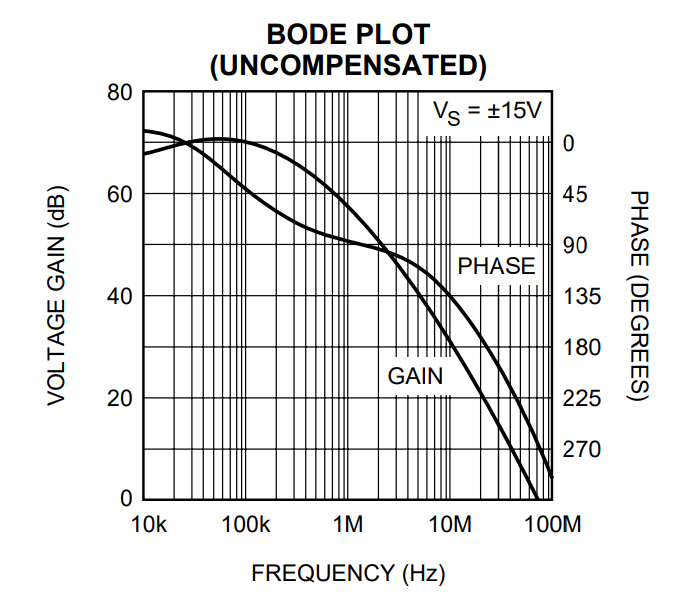 BODE PLOT
(UNCOMPENSATED)
80
60
40
20
0
VOLTAGE GAIN (dB)
VS = ±15V
PHASE
GAIN
0
45
90
135
180
225
270
PHASE (DEGREES)
10k 100k 1M 10M 100M
FREQUENCY (Hz)